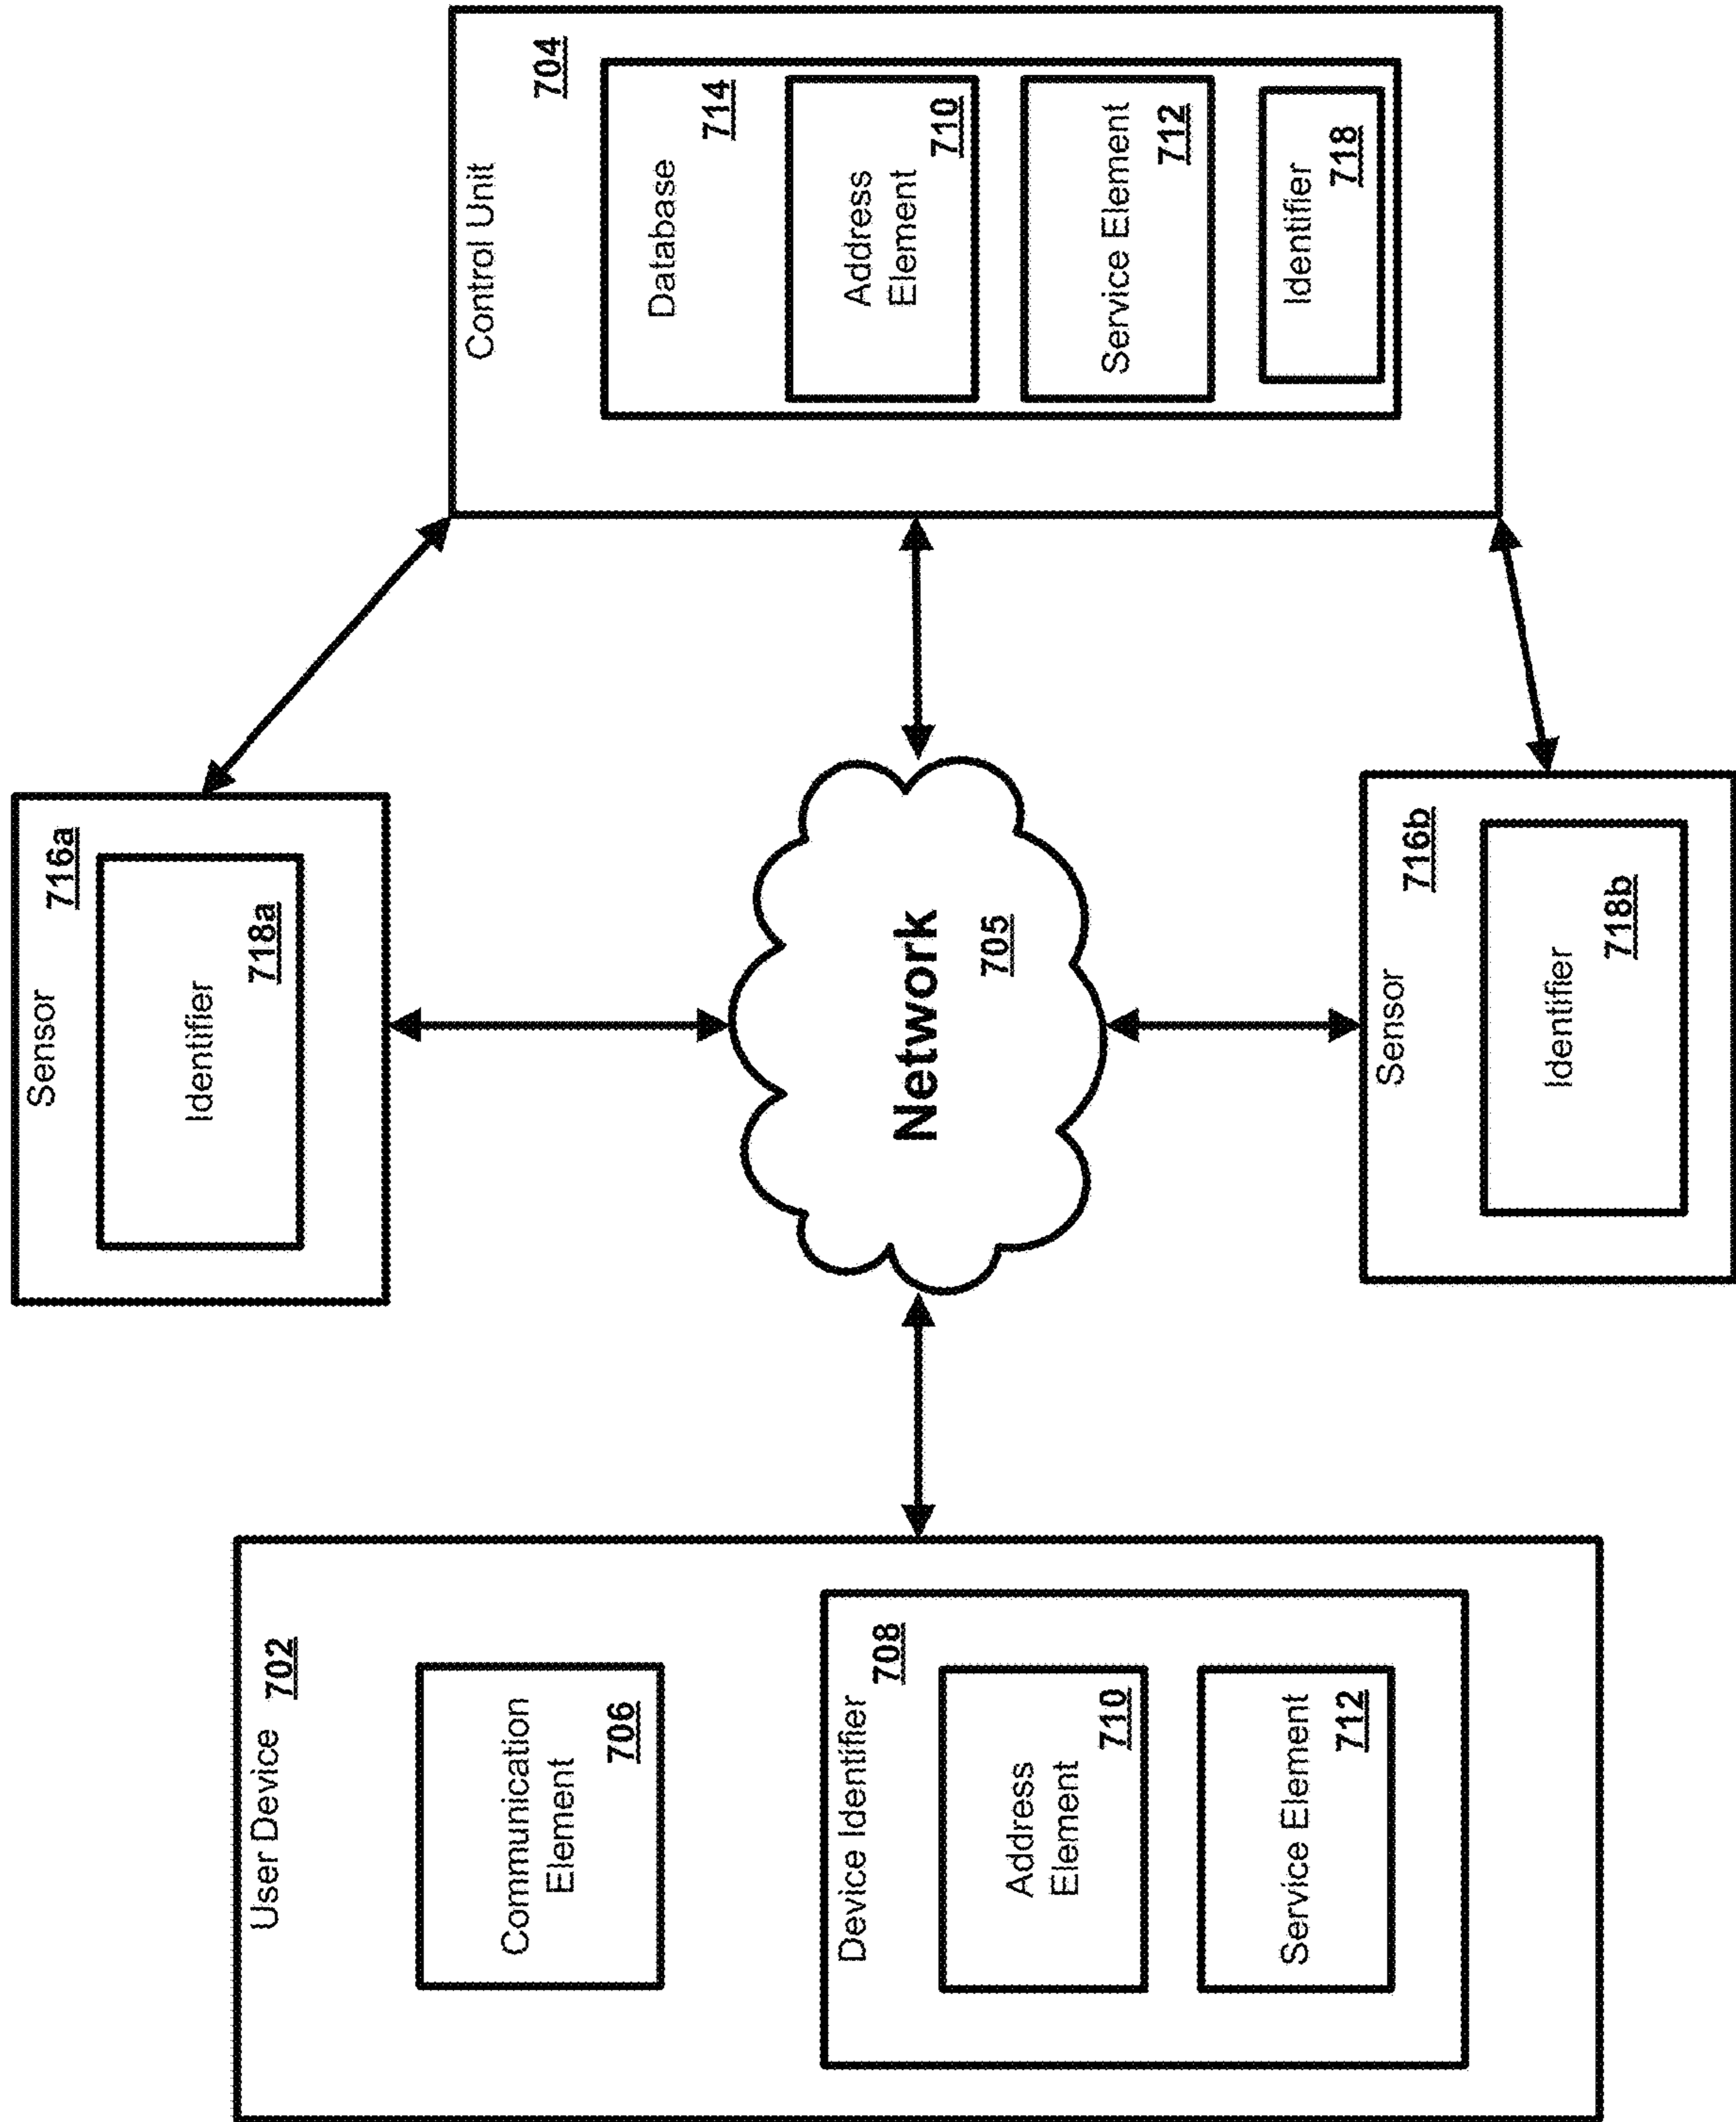 User Device
702
Communication
Element
706
Device Identifier
708
Address
Element
710
Service Element
712
Sensor
716a
Identifier
718a
Network
705
Sensor
716b
Identifier
718b
Control Unit
704
Database
714
Address
Element
710
Service Element
712
Identifier
718